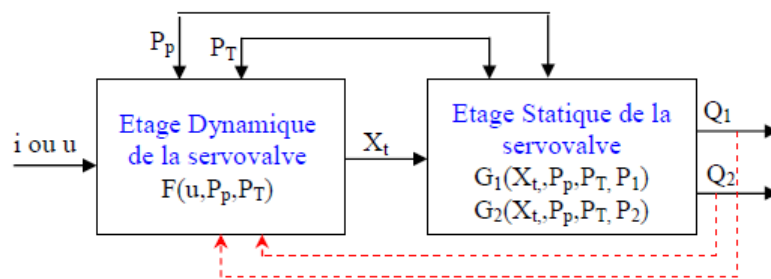 P_p
P_T
i ou u
Etage Dynamique
de la servovalve
F(u,P_p,P_T)
X_t
Etage Statique de la
servovalve
G_1(X_t,,P_p,P_T, P_1)
G_2(X_t,,P_p,P_T, P_2)
Q_1
Q_2